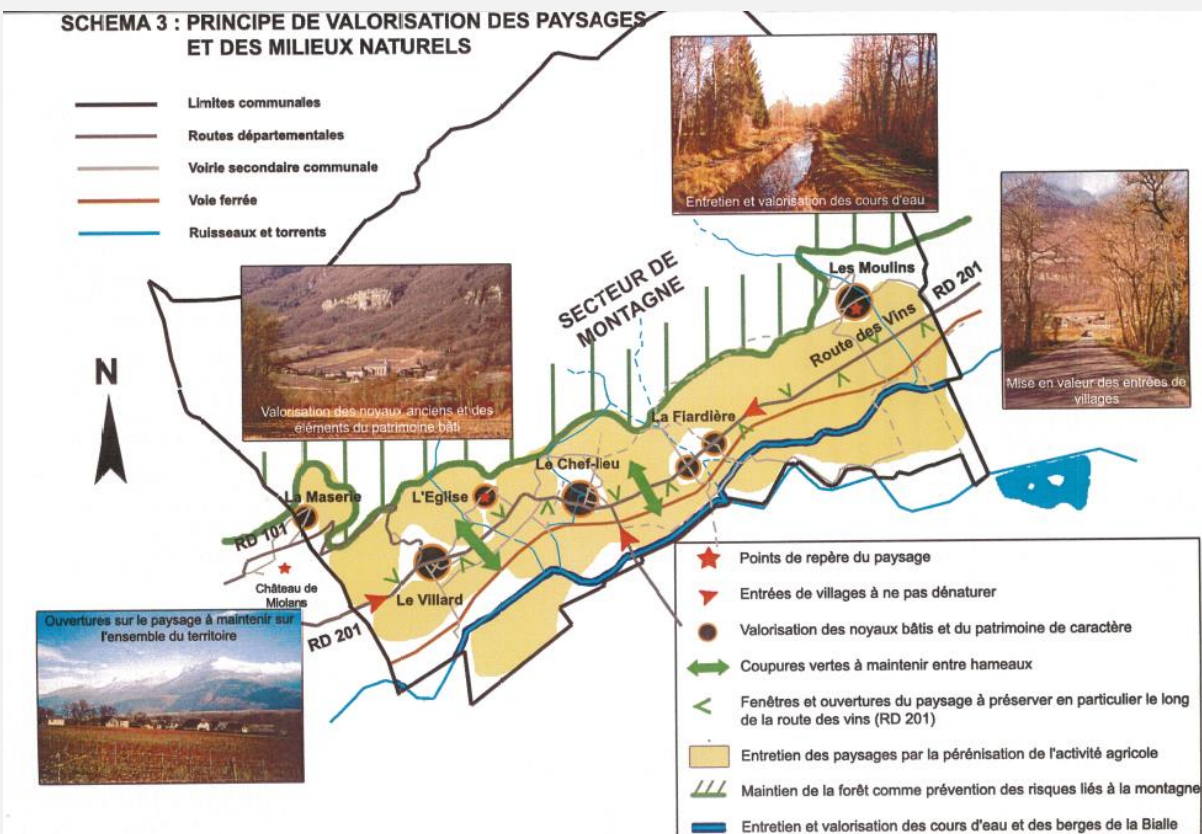 SCHEMA 3 : PRINCIPE DE VALORISATION DES PAYSAGES
ET DES MILIEUX NATURELS
Limites communales
Routes départementales
Voirie secondaire communale
Voie ferrée
Ruisseaux et torrents
Entretien et valorisation des cours d'eau
Mise en valeur des entrées de
villages
Valorisation des noyaux anciens et des
éléments du patrimoine bâti
N
SECTEUR DE
MONTAGNE
Les Moulins
RD 201
Route des Vins
La Fiardière
Le Chef-lieu
L'Eglise
La Maserie
RD 101
Château de
Miolans
Le Villard
RD 201
Ouvertures sur le paysage à maintenir sur
l'ensemble du territoire
Points de repère du paysage
Entrées de villages à ne pas dénaturer
Valorisation des noyaux bâtis et du patrimoine de caractère
Coupures vertes à maintenir entre hameaux
Fenêtres et ouvertures du paysage à préserver en particulier le long
de la route des vins (RD 201)
Entretien des paysages par la pérénisation de l'activité agricole
Maintien de la forêt comme prévention des risques liés à la montagne
Entretien et valorisation des cours d'eau et des berges de la Bialle